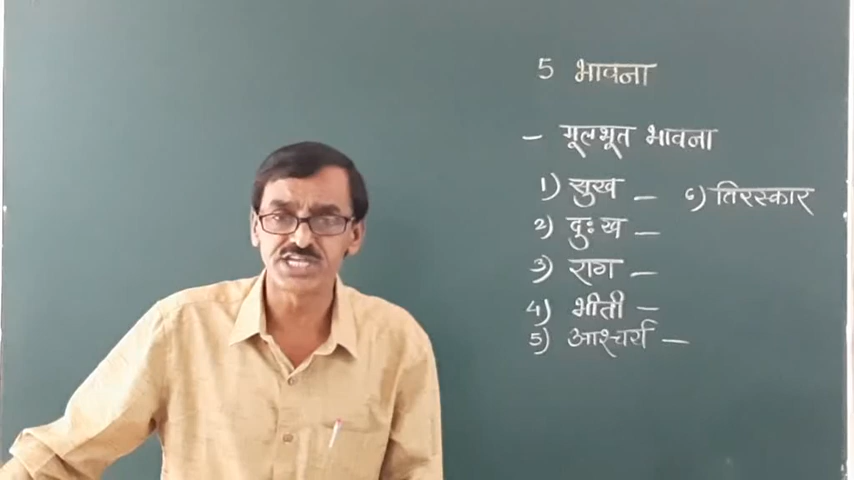 5 भावना
- मूलभूत भावना
1) सुख -
6) तिरस्कार
2) दुःख -
3) राग -
4) भीती -
5) आश्चर्य -